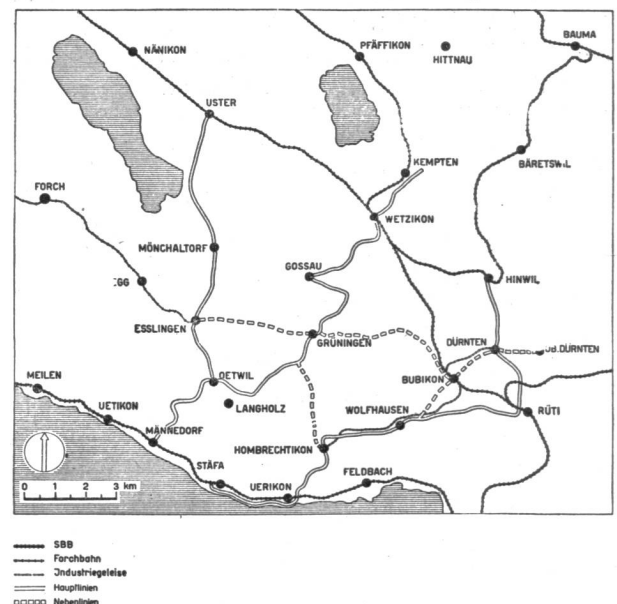 BAUMA
NÄNIKON
PFÄFFIKON
HITTNAU
USTER
KEMPTEN
BÄRETSWIL
FORCH
WETZIKON
MÖNCHALTORF
GOSSAU
HINWIL
ESSLINGEN
GRÜNINGEN
DÜRNTEN
DÜRNTEN
MEILEN
OETWIL
BUBIKON
UETIKON
LANGHOLZ
WOLFHAUSEN
RÜTI
MÄNNEDORF
HOMBRECHTIKON
STÄFA
FELDBACH
UERIKON
0 1 2 3 km
SBB
Forchbahn
Jndustriegeleise
Hauptlinien
Nebenlinien